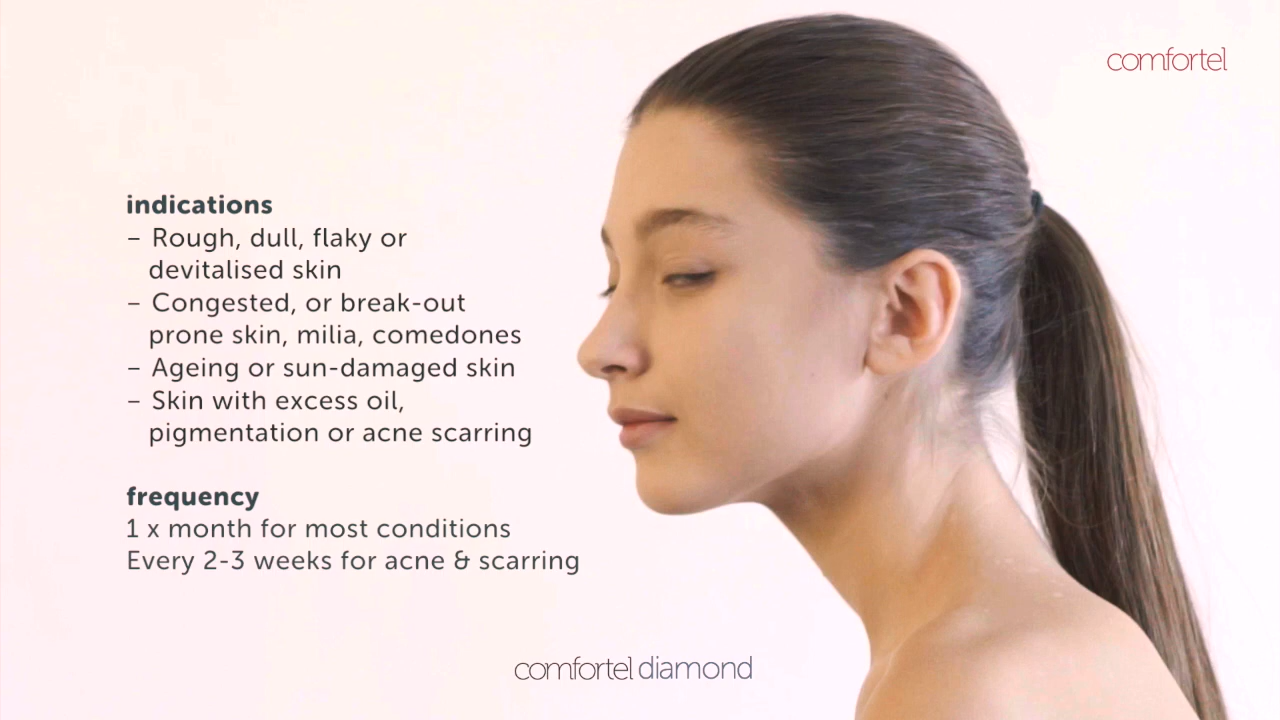 comfortel
indications
– Rough, dull, flaky or
devitalised skin
– Congested, or break-out
prone skin, milia, comedones
– Ageing or sun-damaged skin
– Skin with excess oil,
pigmentation or acne scarring
frequency
1 x month for most conditions
Every 2-3 weeks for acne & scarring
comfortel diamond